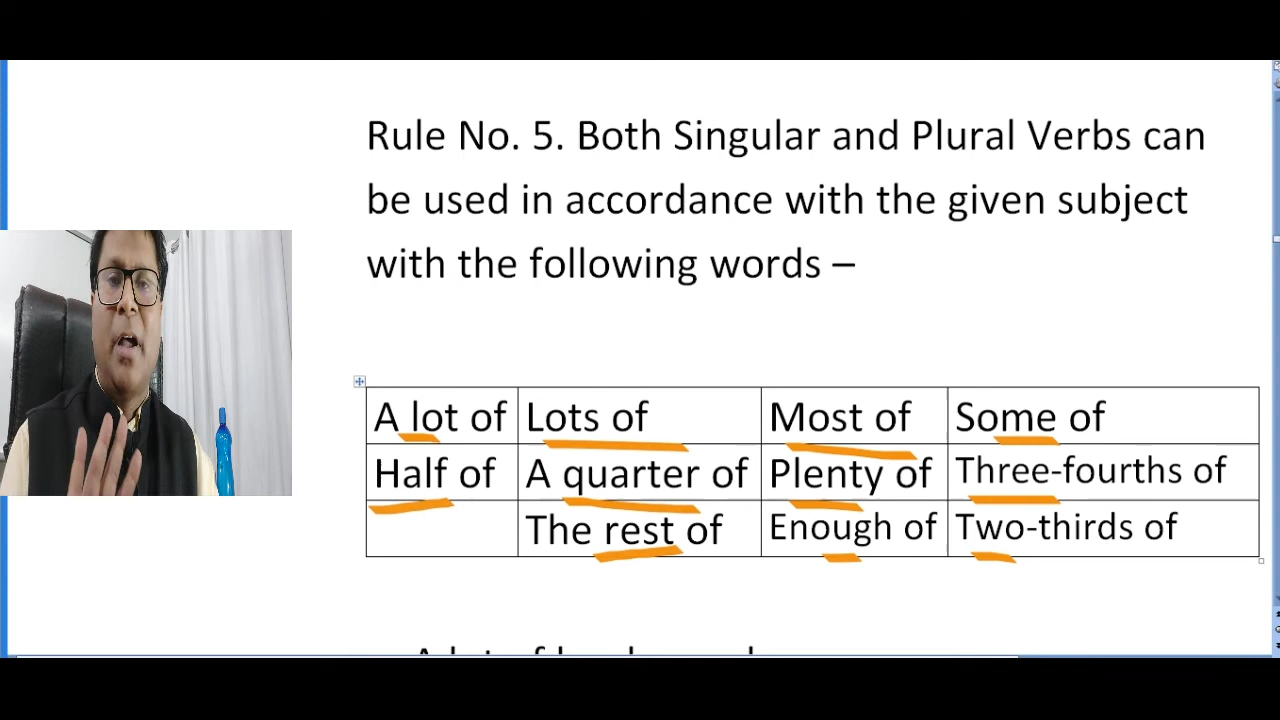 Rule No. 5. Both Singular and Plural Verbs can
be used in accordance with the given subject
with the following words –
A lot of Lots of Most of Some of
Half of A quarter of Plenty of Three-fourths of
The rest of Enough of Two-thirds of